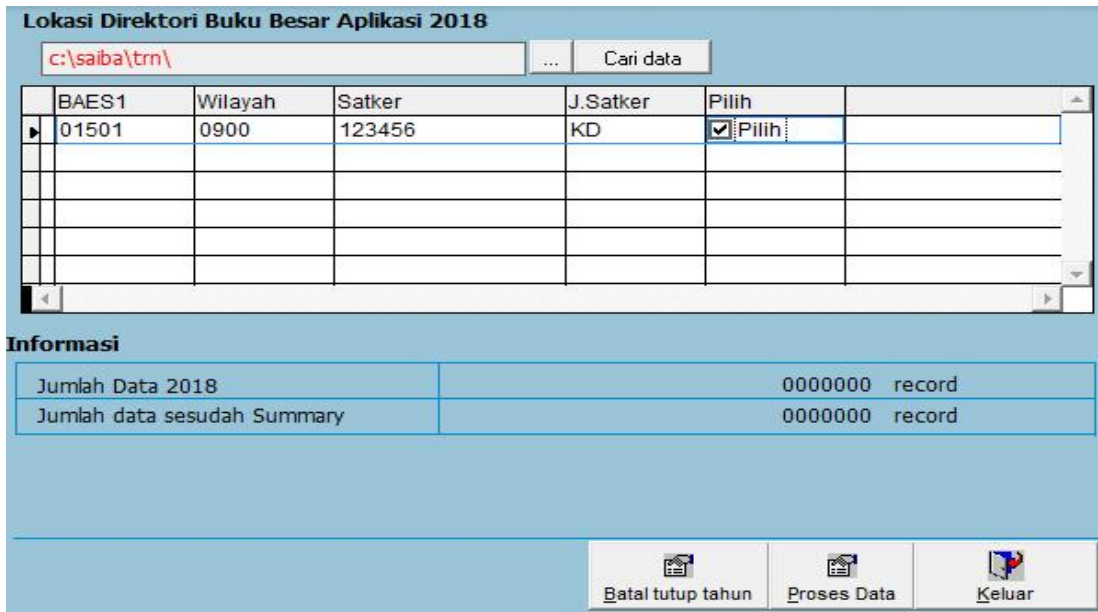 Lokasi Direktori Buku Besar Aplikasi 2018
c:\saiba\trn\ ... Cari data
BAES1 Wilayah Satker J.Satker Pilih
01501 0900 123456 KD Pilih
Informasi
Jumlah Data 2018 0000000 record
Jumlah data sesudah Summary 0000000 record
Batal tutup tahun Proses Data Keluar